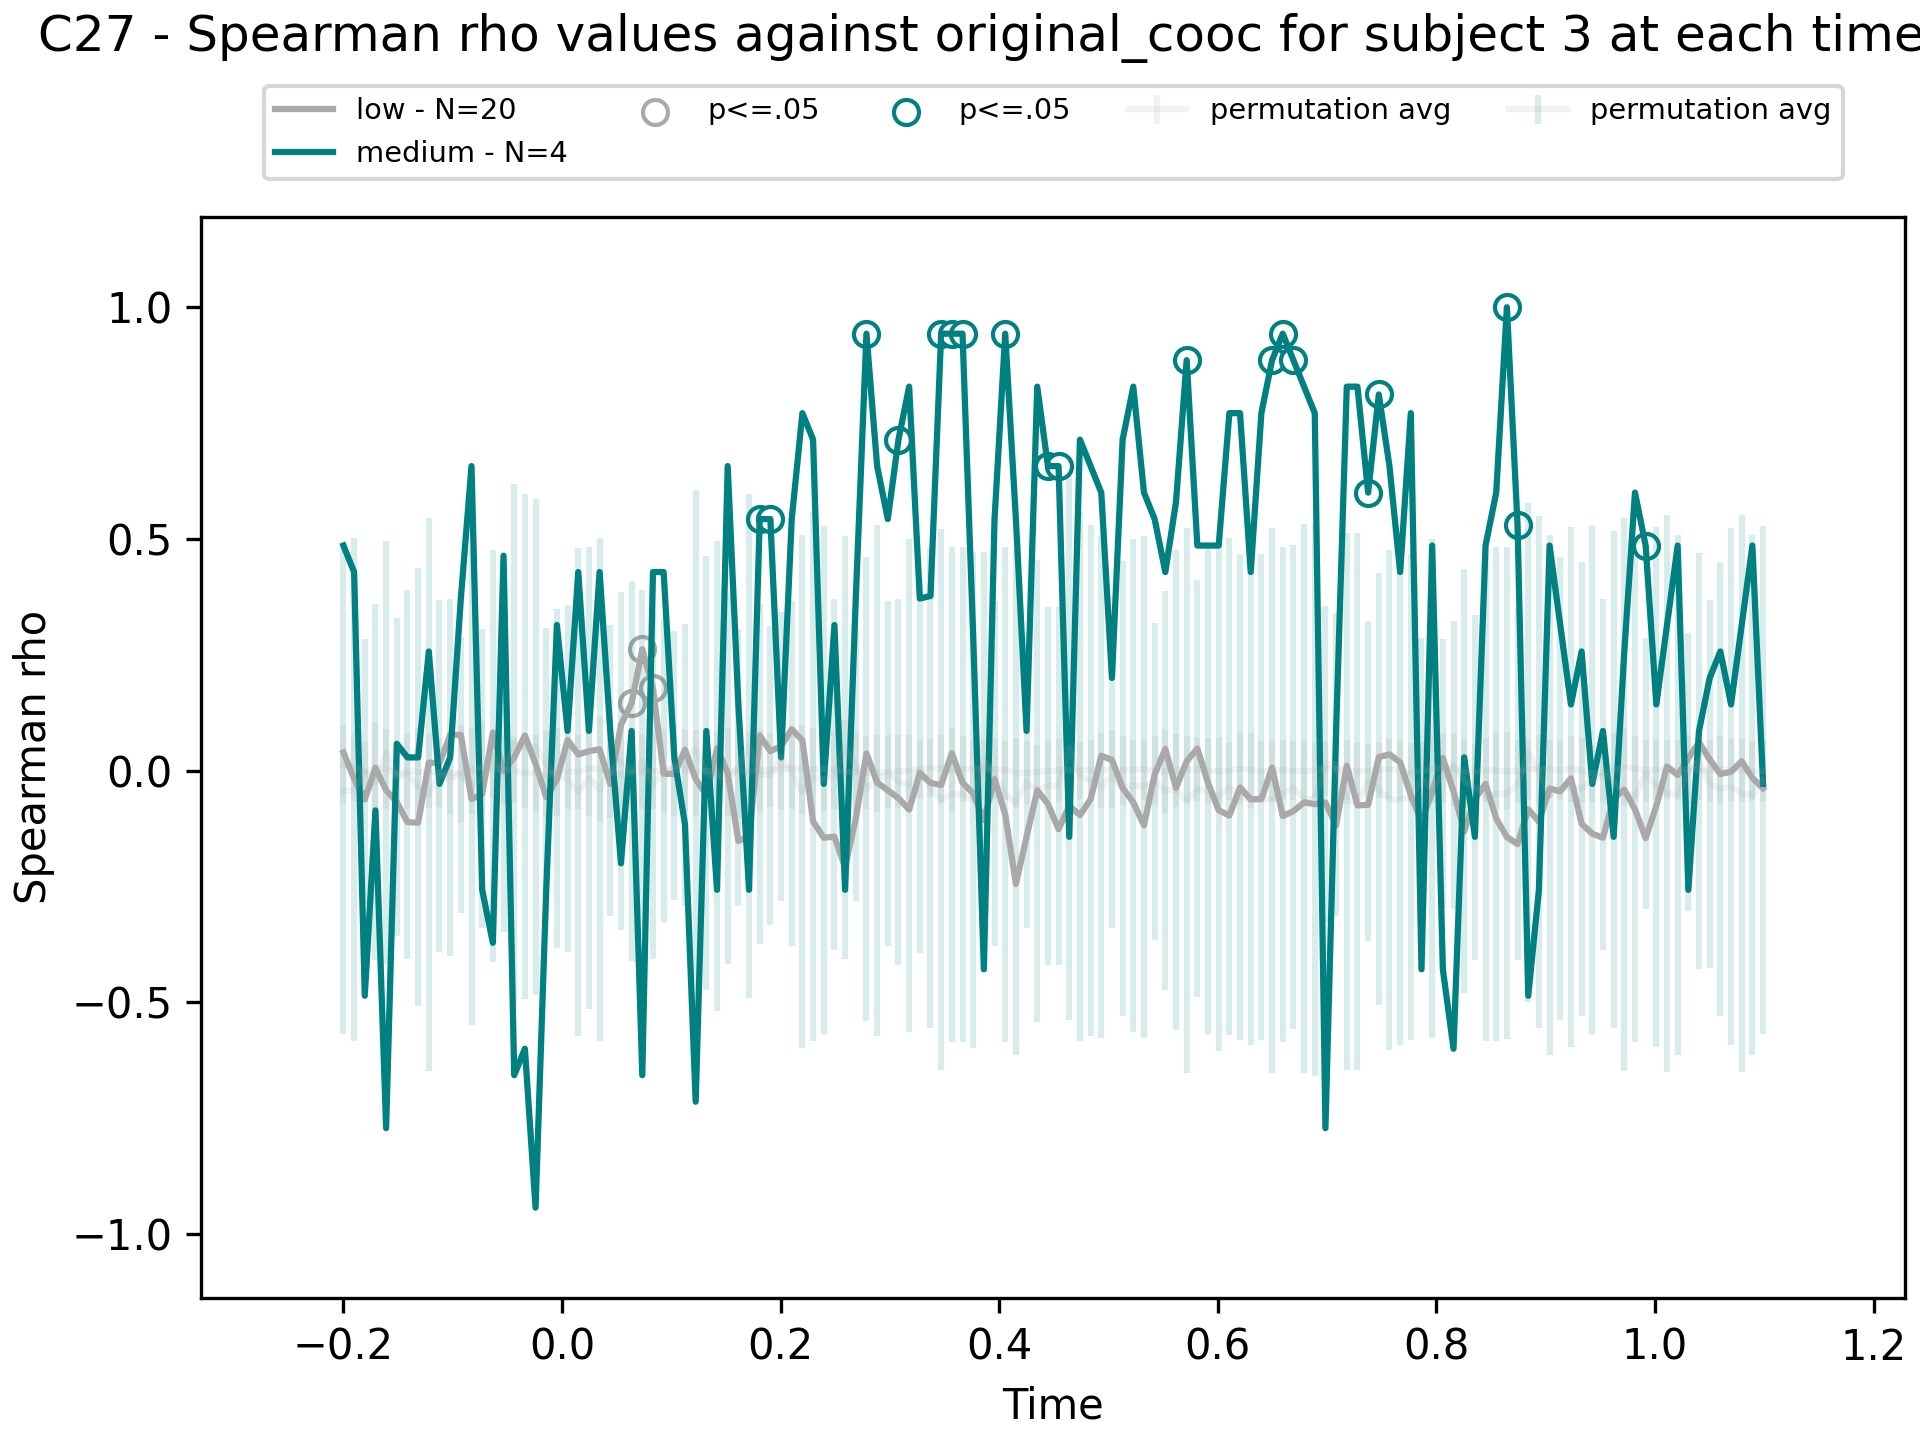 C27 - Spearman rho values against original_cooc for subject 3 at each time
low - N=20 p<=.05 p<=.05 permutation avg permutation avg
medium - N=4
1.0
0.5
0.0
−0.5
−1.0
Spearman rho
−0.2 0.0 0.2 0.4 0.6 0.8 1.0 1.2
Time